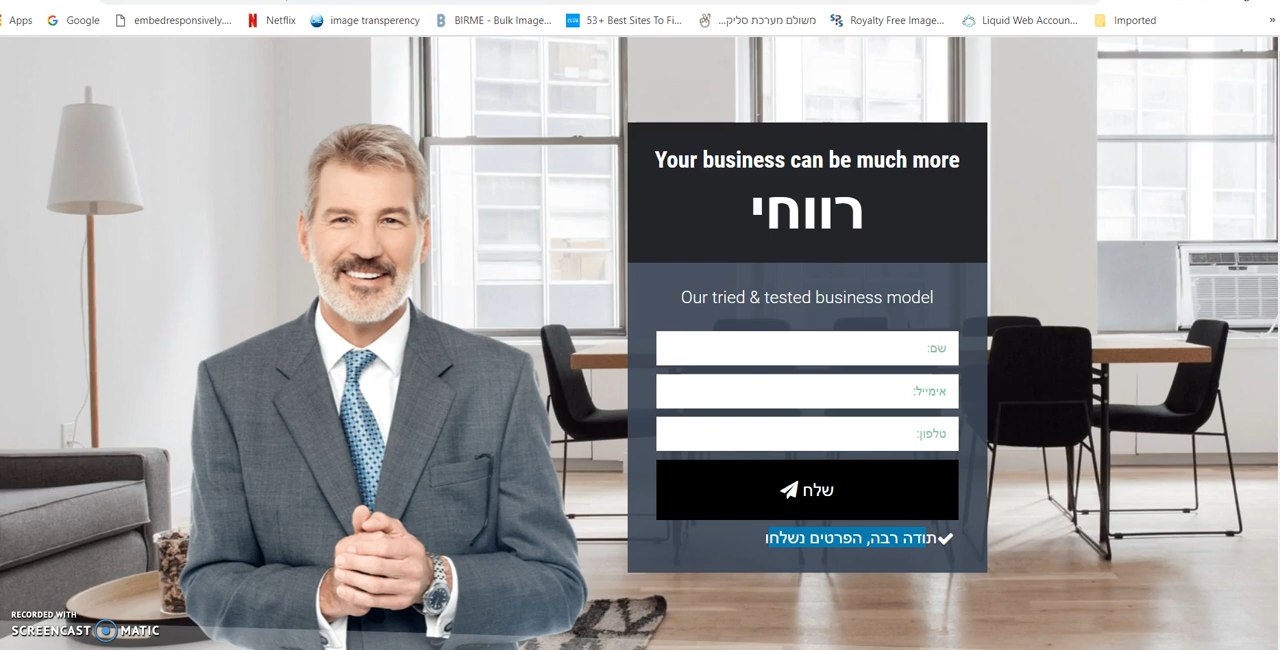 Apps
Google
embedresponsively....
Netflix
image transparency
BIRME - Bulk Image...
53+ Best Sites To Fi...
משולם מערכת סליק...
Royalty Free Image...
Liquid Web Accoun...
Imported
»
Your business can be much more
רווחי
Our tried & tested business model
שם:
אימייל:
טלפון:
שלח
תודה רבה, הפרטים נשלחו
RECORDED WITH
SCREENCAST MATIC